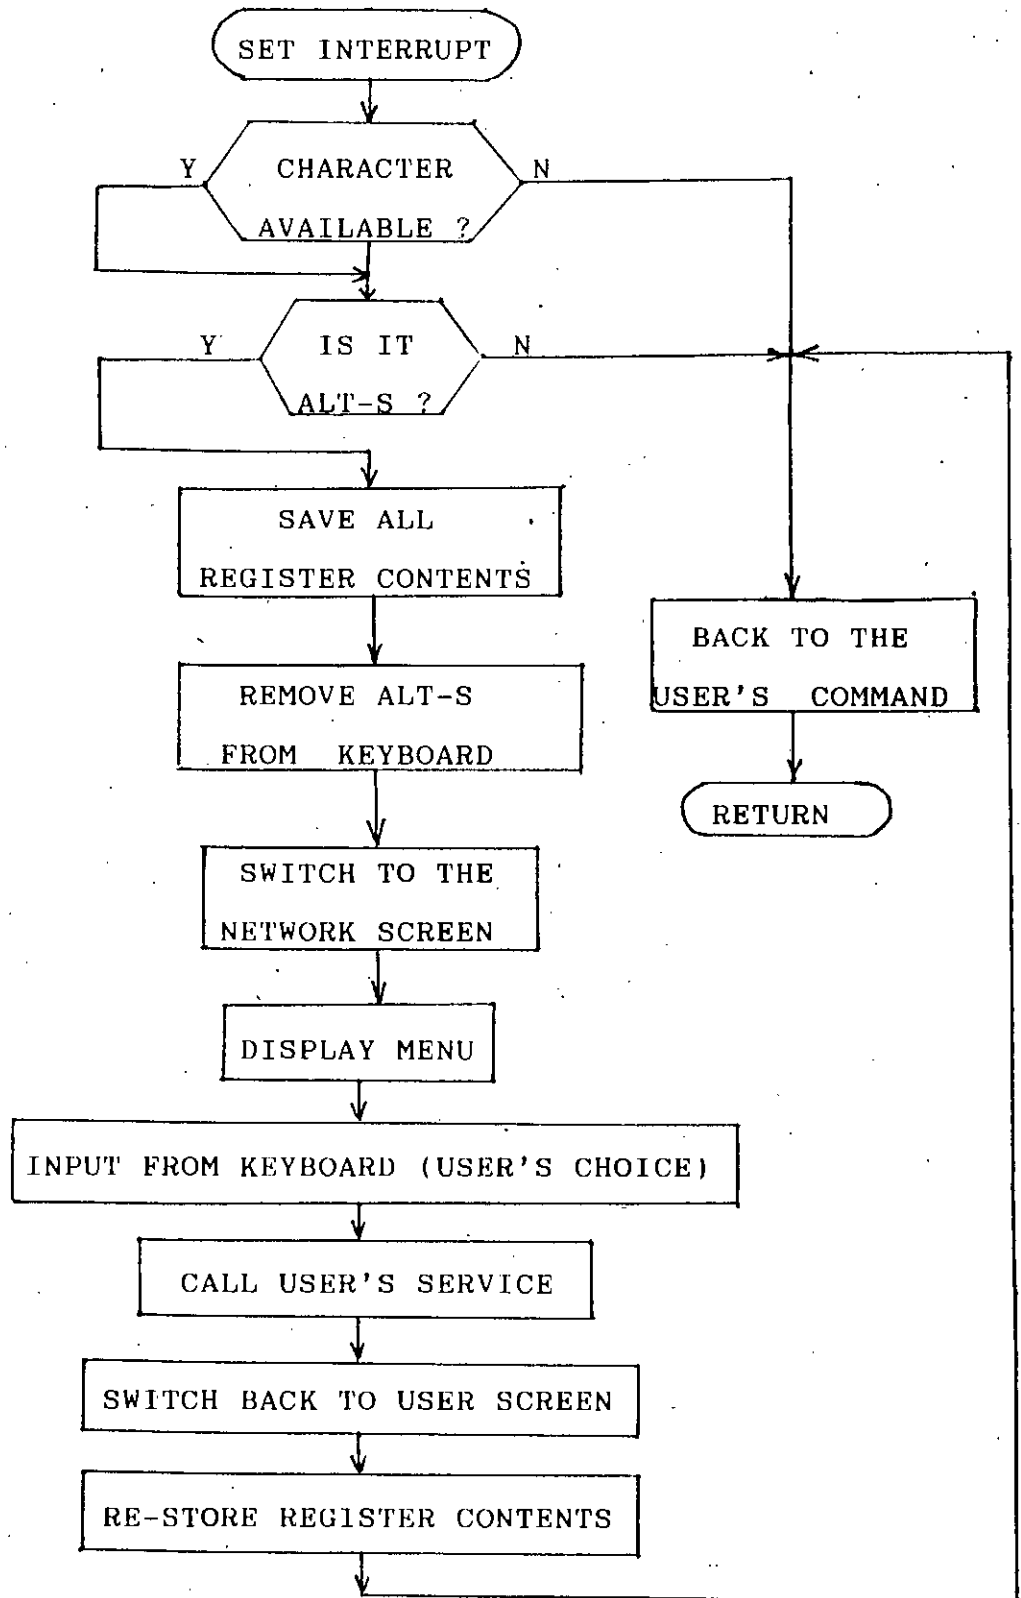 SET INTERRUPT
Y
CHARACTER
N
AVAILABLE ?
Y
IS IT
N
ALT-S ?
SAVE ALL
REGISTER CONTENTS
BACK TO THE
USER'S COMMAND
REMOVE ALT-S
FROM KEYBOARD
RETURN
SWITCH TO THE
NETWORK SCREEN
DISPLAY MENU
INPUT FROM KEYBOARD (USER'S CHOICE)
CALL USER'S SERVICE
SWITCH BACK TO USER SCREEN
RE-STORE REGISTER CONTENTS